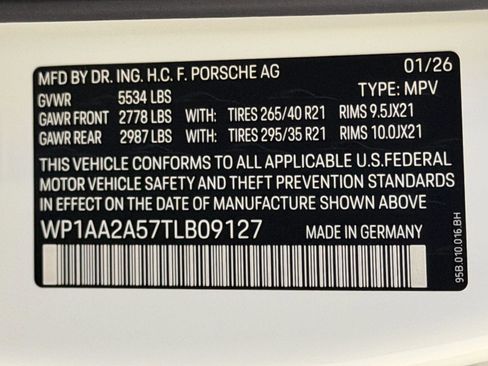 MFD BY DR. ING. H.C. F. PORSCHE AG 01/26
GVWR 5534 LBS TYPE: MPV
GAWR FRONT 2778 LBS WITH: TIRES 265/40 R21 RIMS 9.5JX21
GAWR REAR 2987 LBS WITH: TIRES 295/35 R21 RIMS 10.0JX21
THIS VEHICLE CONFORMS TO ALL APPLICABLE U.S.FEDERAL
MOTOR VEHICLE SAFETY AND THEFT PREVENTION STANDARDS
IN EFFECT ON THE DATE OF MANUFACTURE SHOWN ABOVE
WP1AA2A57TLB09127 MADE IN GERMANY
95B.010.016.BH